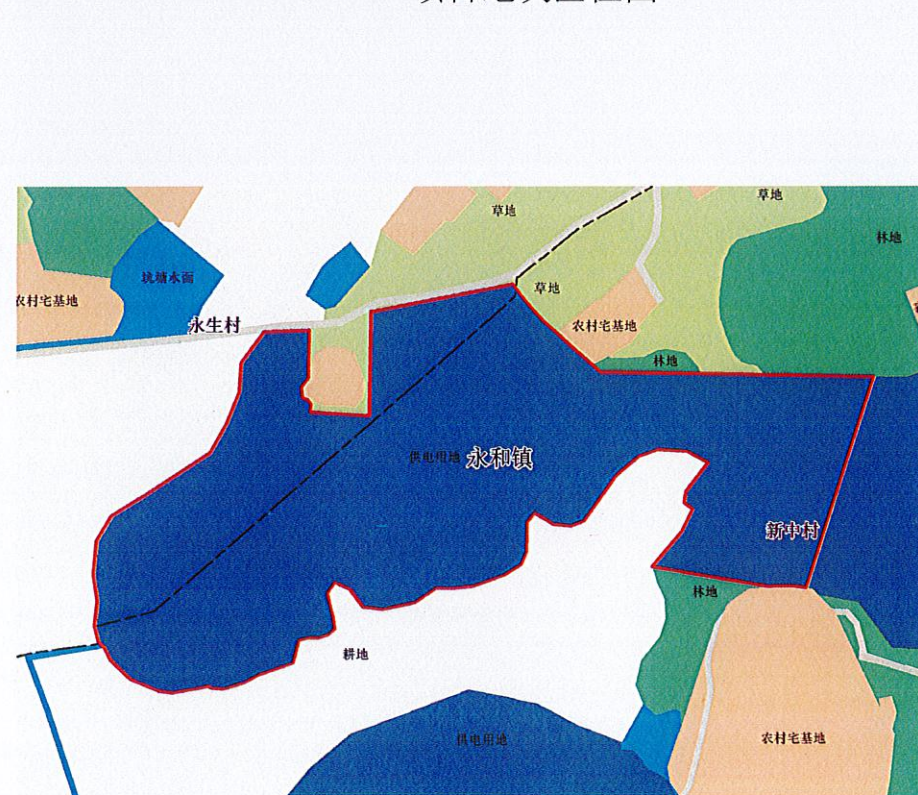 草地
草地
林地
坑塘水面
草地
农村宅基地
永生村
农村宅基地
林地
供电用地
永和镇
新中村
林地
耕地
供电用地
农村宅基地